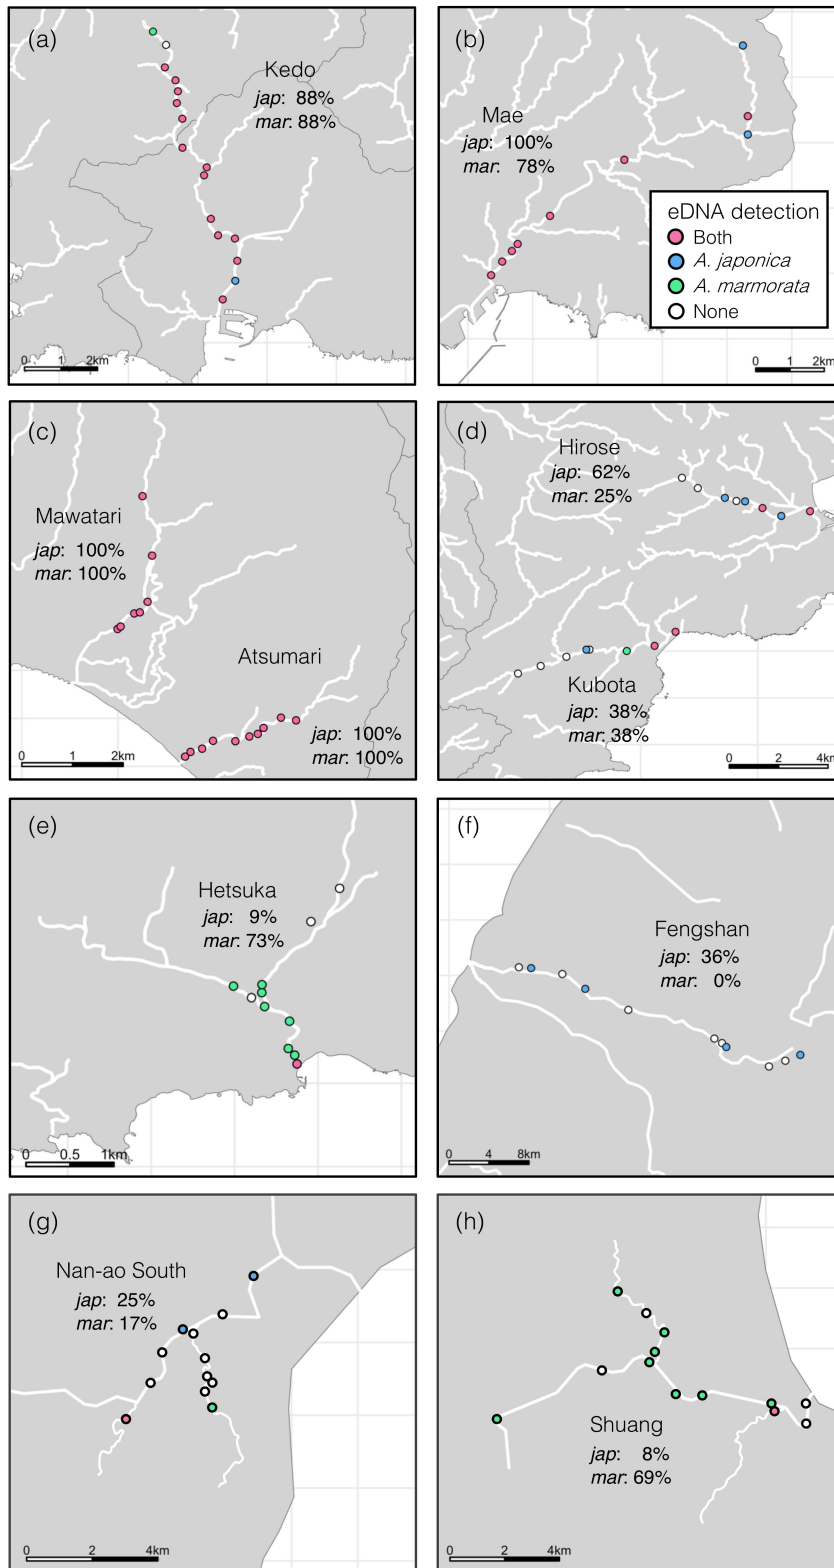 (a)
Kedo
jap: 88%
mar: 88%
0 1 2km
(b)
Mae
jap: 100%
mar: 78%
eDNA detection
Both
A. japonica
A. marmorata
None
0 1 2km
(c)
Mawatari
jap: 100%
mar: 100%
Atsumari
jap: 100%
mar: 100%
0 1 2km
(d)
Hirose
jap: 62%
mar: 25%
Kubota
jap: 38%
mar: 38%
0 2 4km
(e)
Hetsuka
jap: 9%
mar: 73%
0 0.5 1km
(f)
Fengshan
jap: 36%
mar: 0%
0 4 8km
(g)
Nan-ao South
jap: 25%
mar: 17%
0 2 4km
(h)
Shuang
jap: 8%
mar: 69%
0 2 4km